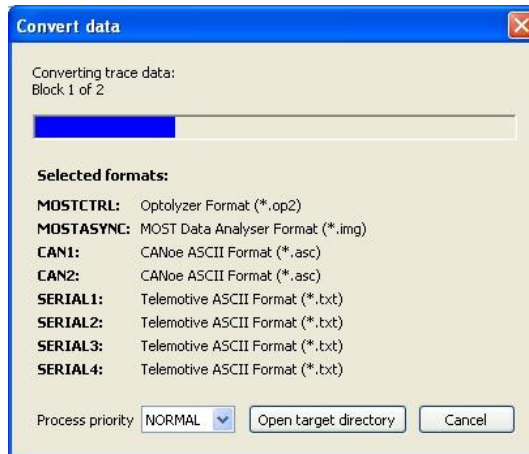 Convert data
Converting trace data:
Block 1 of 2
Selected formats:
MOSTCTRL: Optolyzer Format (*.op2)
MOSTASYNC: MOST Data Analyser Format (*.img)
CAN1: CANoe ASCII Format (*.asc)
CAN2: CANoe ASCII Format (*.asc)
SERIAL1: Telemotive ASCII Format (*.txt)
SERIAL2: Telemotive ASCII Format (*.txt)
SERIAL3: Telemotive ASCII Format (*.txt)
SERIAL4: Telemotive ASCII Format (*.txt)
Process priority NORMAL Open target directory Cancel